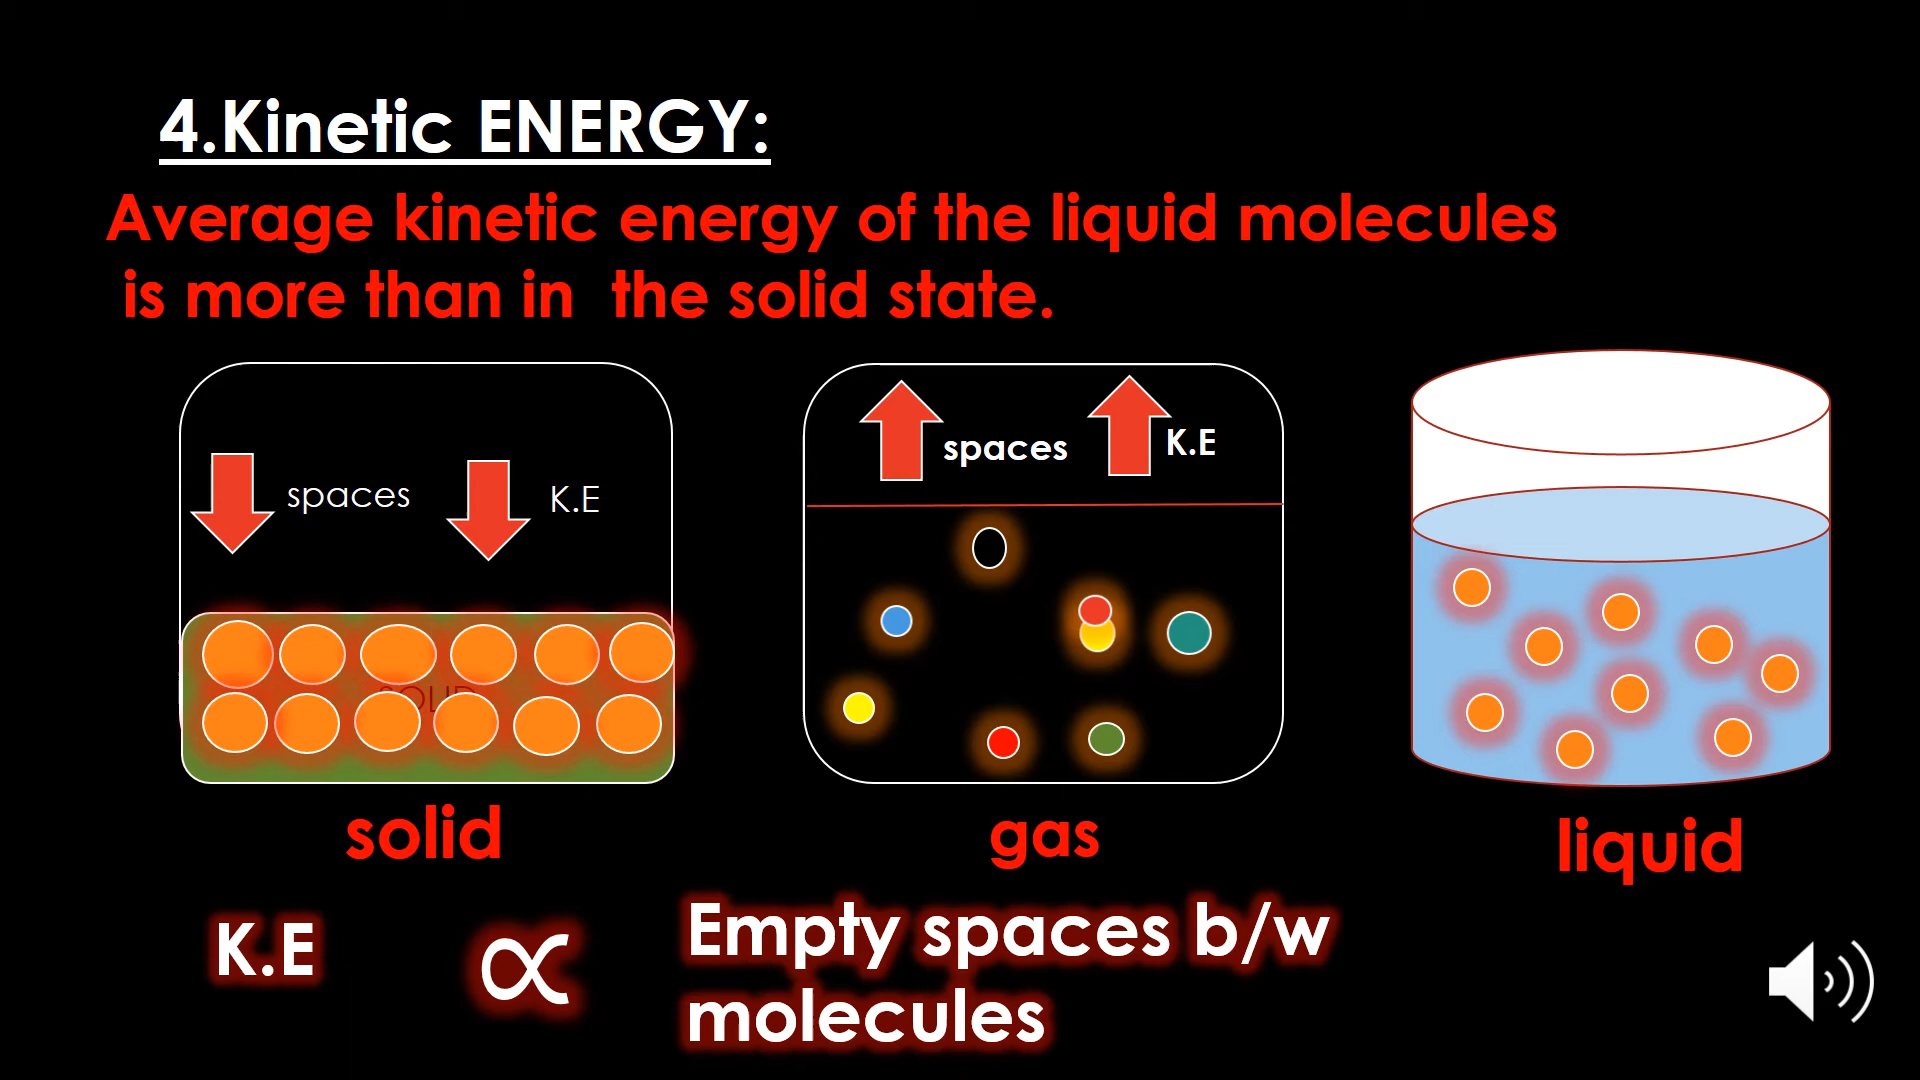 4.Kinetic ENERGY:
Average kinetic energy of the liquid molecules
is more than in the solid state.
spaces K.E
spaces K.E
SOLID
solid
gas
liquid
K.E ∝ Empty spaces b/w
molecules